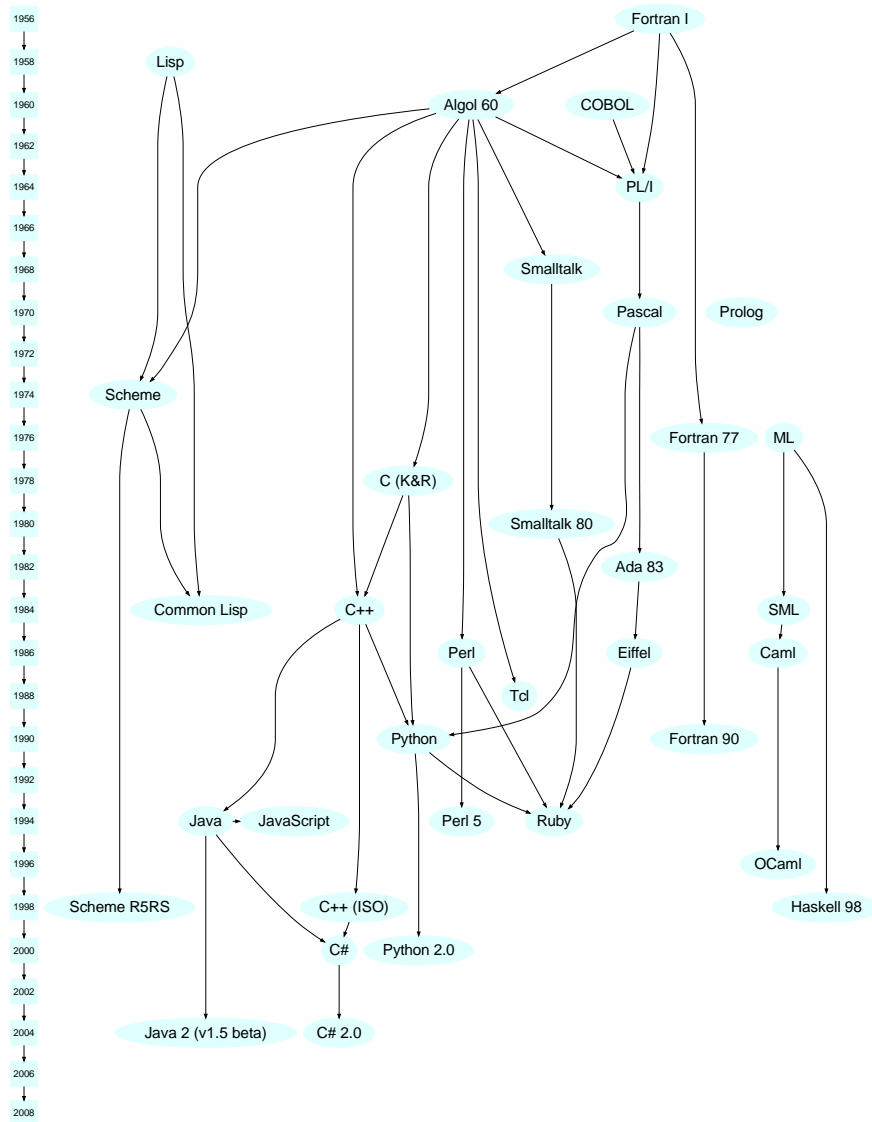 1956
Fortran I
1958
Lisp
1960
Algol 60
COBOL
1962
1964
PL/I
1966
1968
Smalltalk
1970
Pascal
Prolog
1972
1974
Scheme
1976
Fortran 77
ML
1978
C (K&R)
1980
Smalltalk 80
1982
Ada 83
1984
Common Lisp
C++
SML
1986
Perl
Eiffel
Caml
1988
Tcl
1990
Python
Fortran 90
1992
1994
Java
JavaScript
Perl 5
Ruby
1996
OCaml
1998
Scheme R5RS
C++ (ISO)
Haskell 98
2000
C#
Python 2.0
2002
2004
Java 2 (v1.5 beta)
C# 2.0
2006
2008